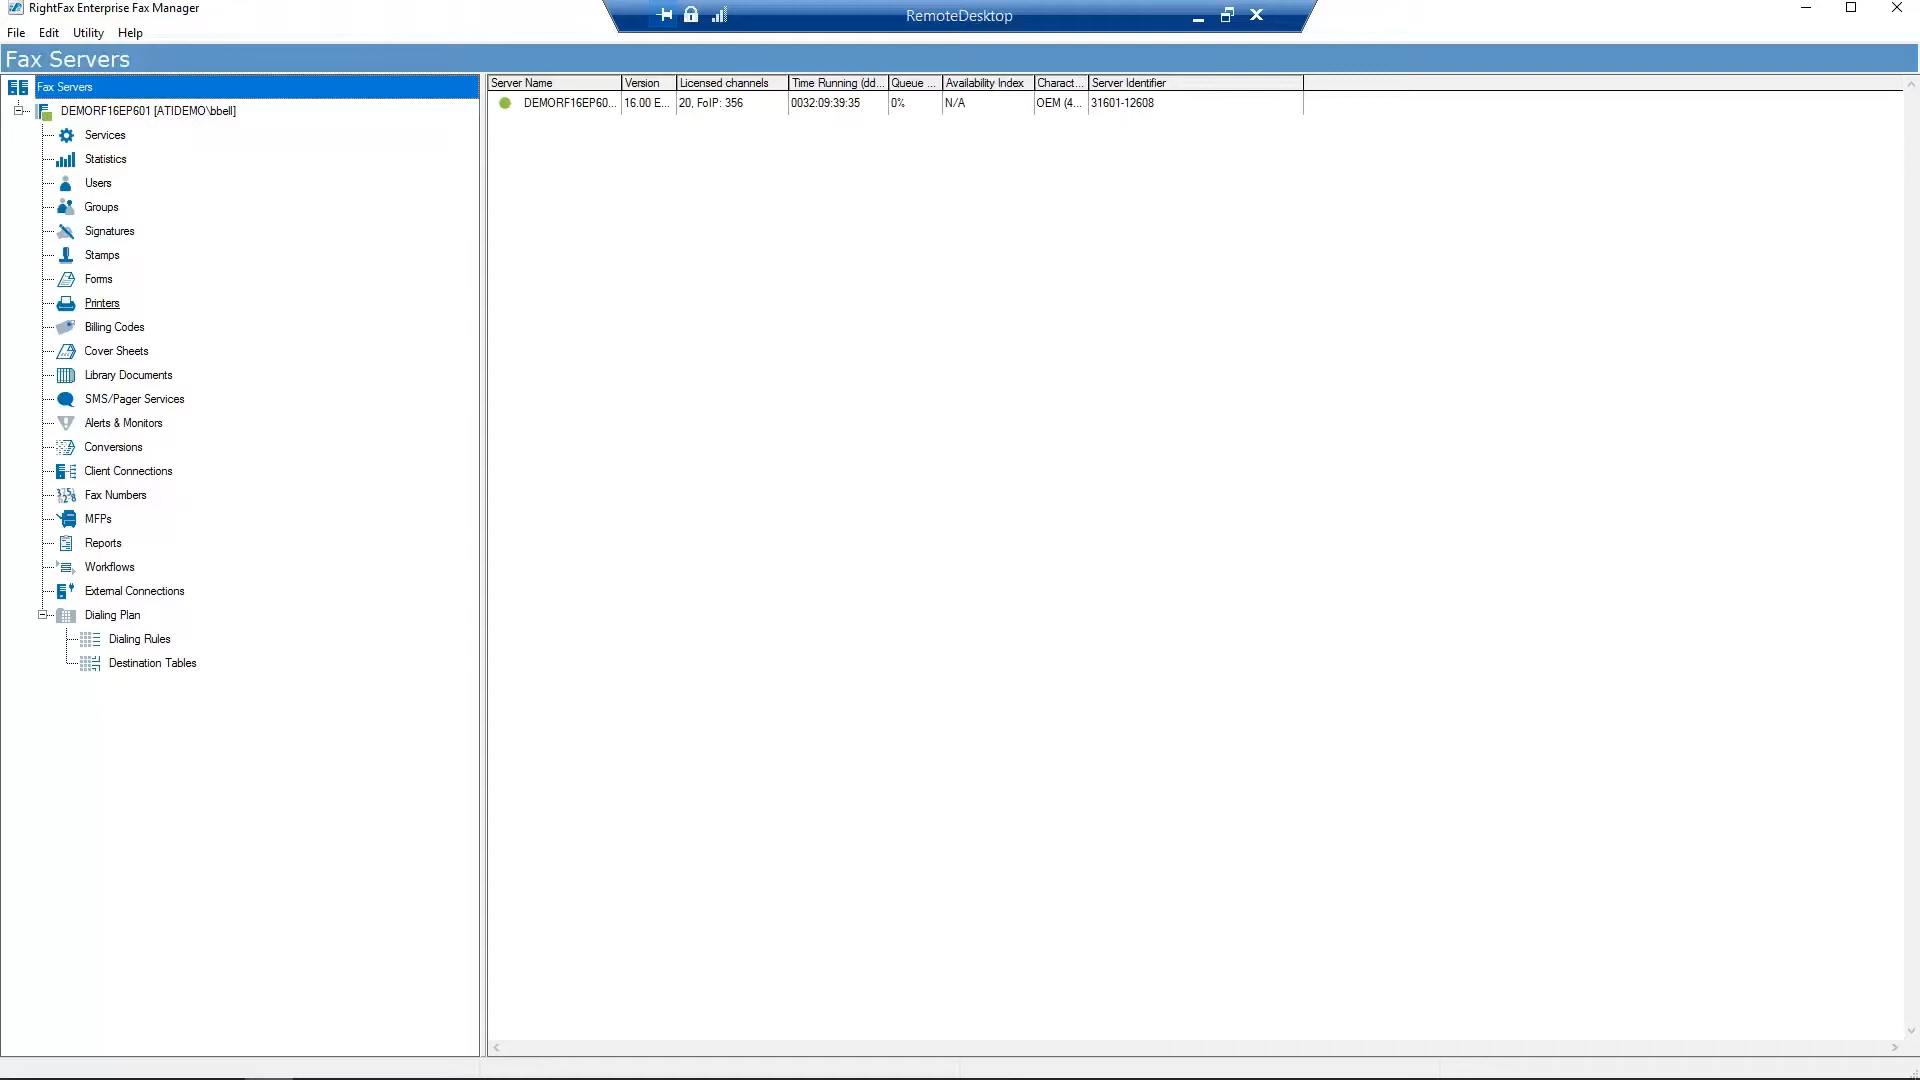 RightFax Enterprise Fax Manager
RemoteDesktop
File Edit Utility Help
Fax Servers
Fax Servers
DEMORF16EP601 [ATIDEMO\bbell]
Services
Statistics
Users
Groups
Signatures
Stamps
Forms
Printers
Billing Codes
Cover Sheets
Library Documents
SMS/Pager Services
Alerts & Monitors
Conversions
Client Connections
Fax Numbers
MFPs
Reports
Workflows
External Connections
Dialing Plan
Dialing Rules
Destination Tables
Server Name Version Licensed channels Time Running (dd... Queue ... Availability Index Charact... Server Identifier
DEMORF16EP60... 16.00 E... 20, FoIP: 356 0032:09:39:35 0% N/A OEM (4... 31601-12608